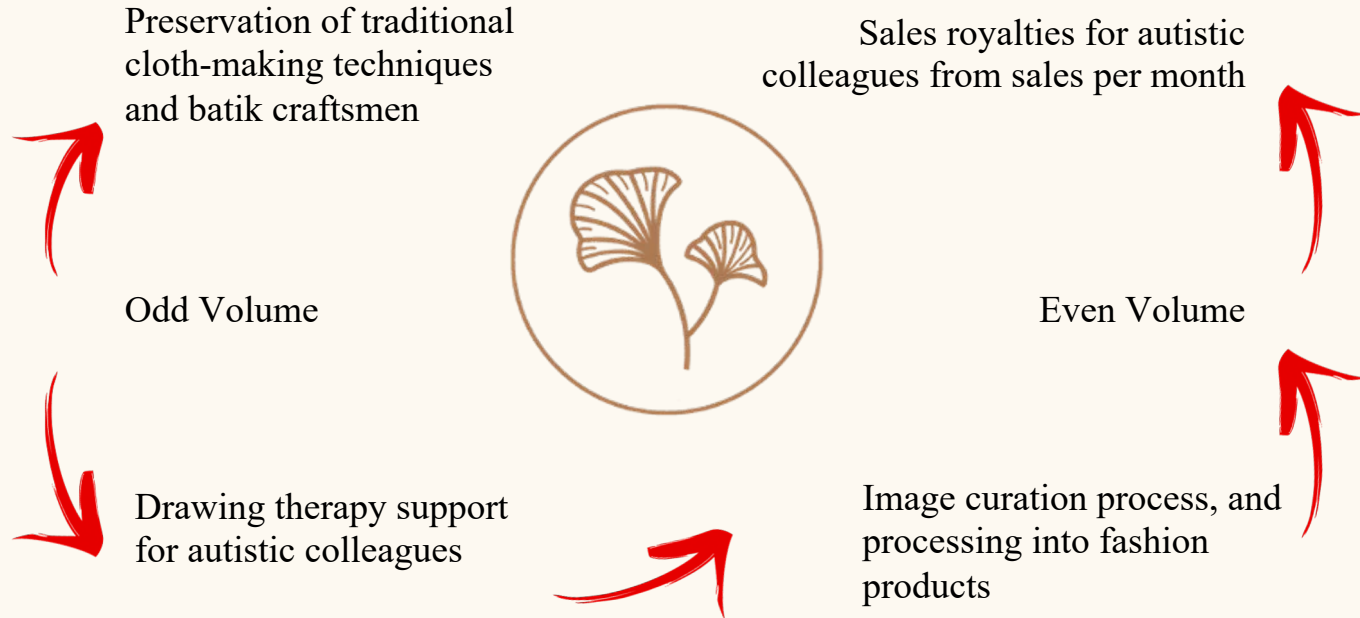 Preservation of traditional
cloth-making techniques
and batik craftsmen
Sales royalties for autistic
colleagues from sales per month
Odd Volume
Even Volume
Drawing therapy support
for autistic colleagues
Image curation process, and
processing into fashion
products